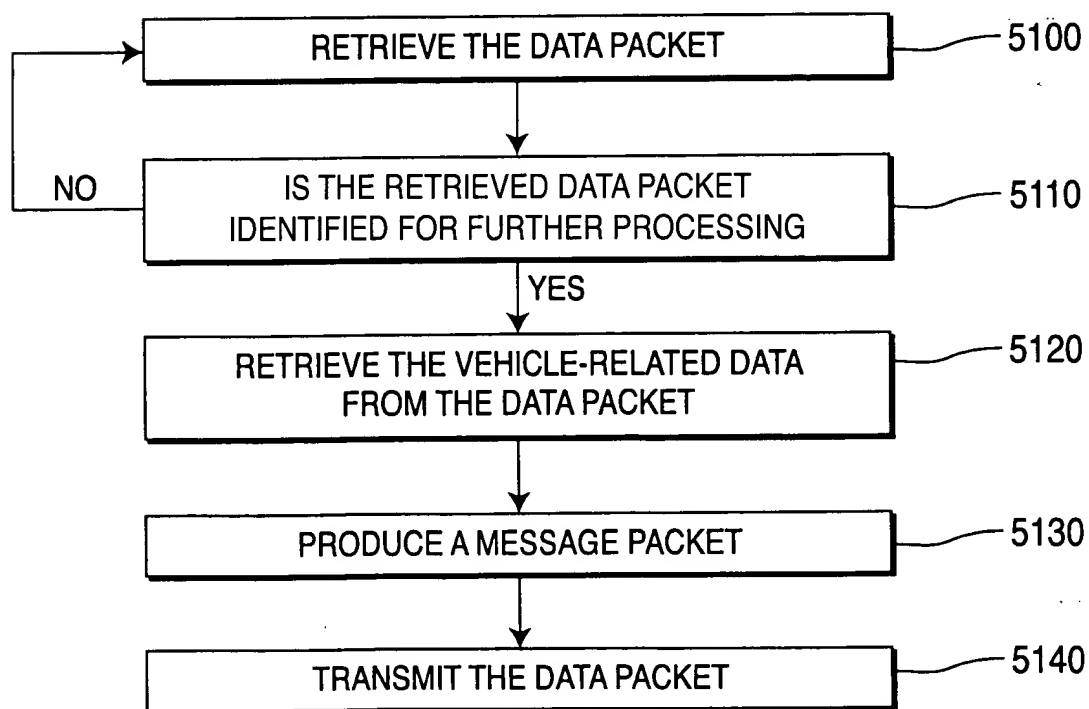 RETRIEVE THE DATA PACKET
5100
IS THE RETRIEVED DATA PACKET
IDENTIFIED FOR FURTHER PROCESSING
5110
NO
YES
RETRIEVE THE VEHICLE-RELATED DATA
FROM THE DATA PACKET
5120
PRODUCE A MESSAGE PACKET
5130
TRANSMIT THE DATA PACKET
5140